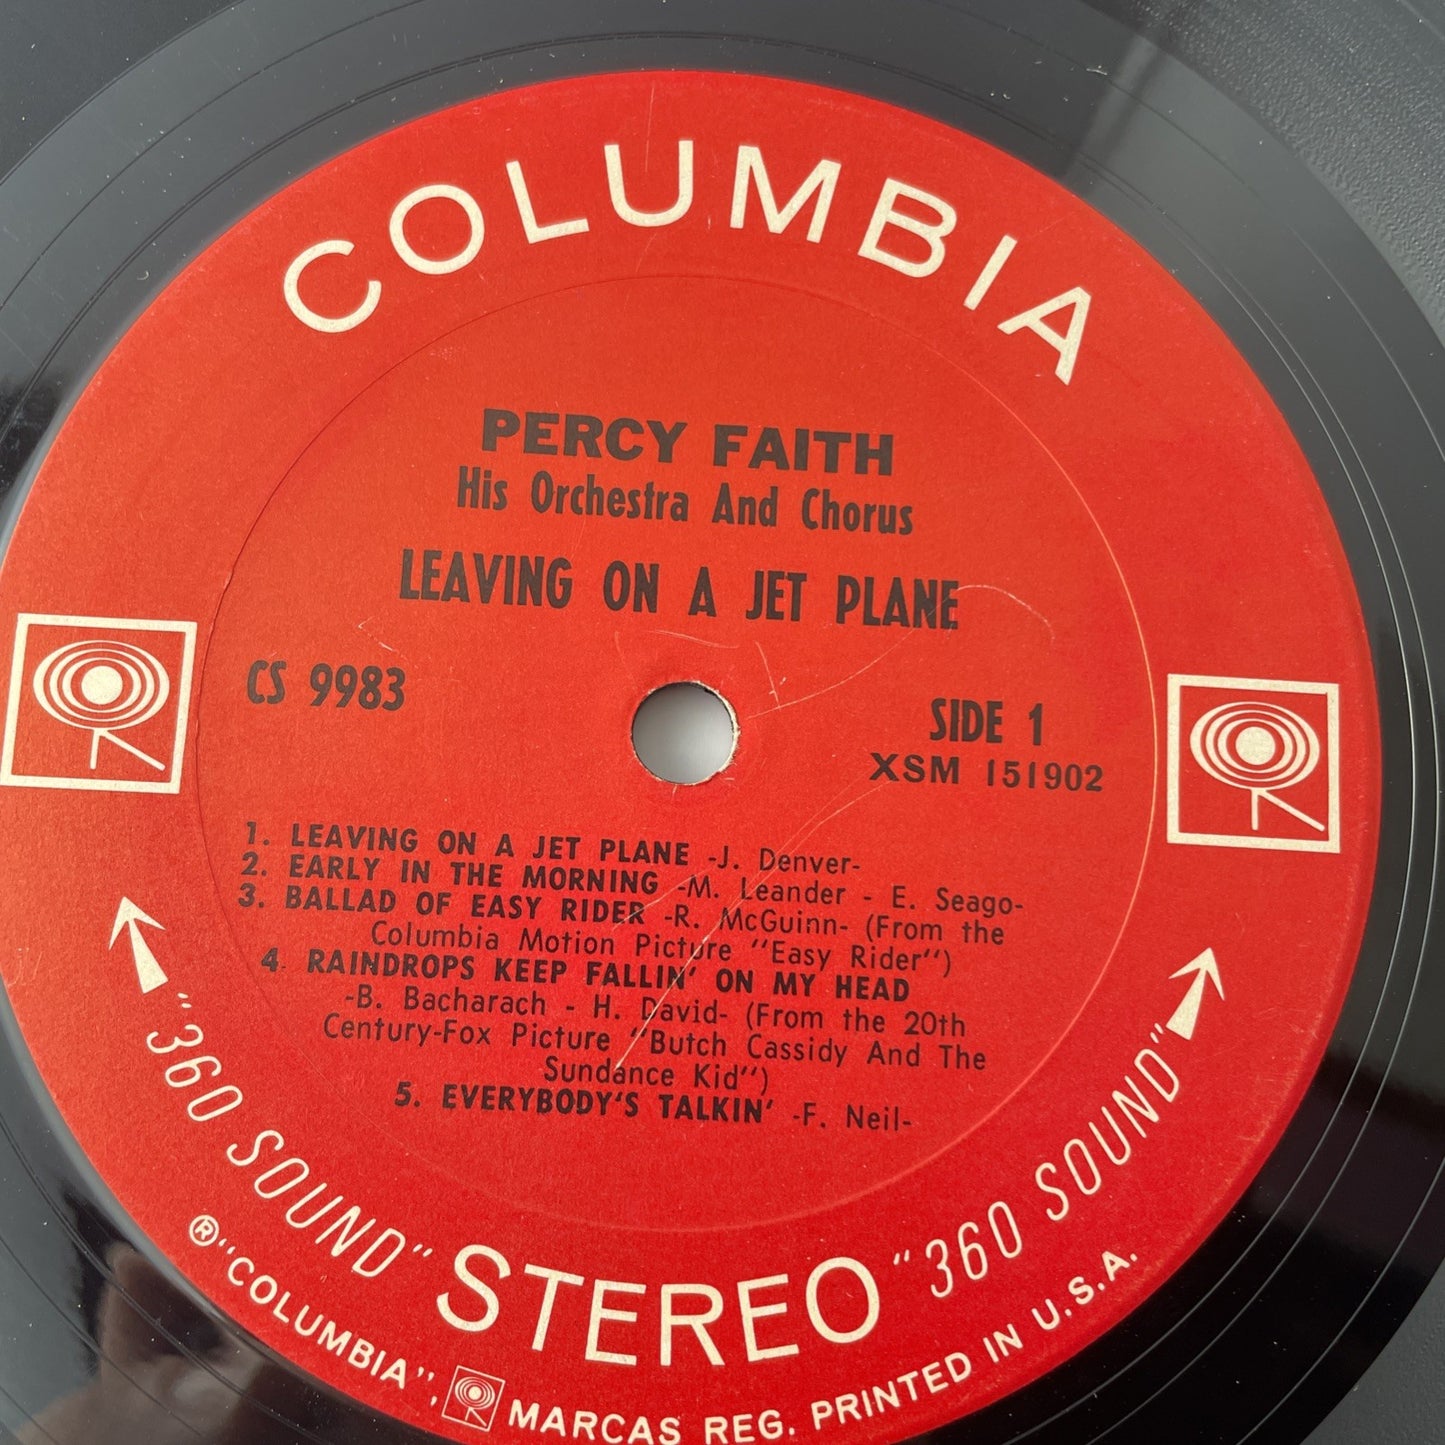 COLUMBIA
PERCY FAITH
His Orchestra And Chorus
LEAVING ON A JET PLANE
CS 9983
SIDE 1
XSM 151902
1. LEAVING ON A JET PLANE -J. Denver-
2. EARLY IN THE MORNING -M. Leander - E. Seago-
3. BALLAD OF EASY RIDER -R. McGuinn- (From the
Columbia Motion Picture "Easy Rider")
4. RAINDROPS KEEP FALLIN' ON MY HEAD
-B. Bacharach - H. David- (From the 20th
Century-Fox Picture "Butch Cassidy And The
Sundance Kid")
5. EVERYBODY'S TALKIN' -F. Neil-
"360 SOUND" STEREO "360 SOUND"
® "COLUMBIA", MARCAS REG. PRINTED IN U.S.A.